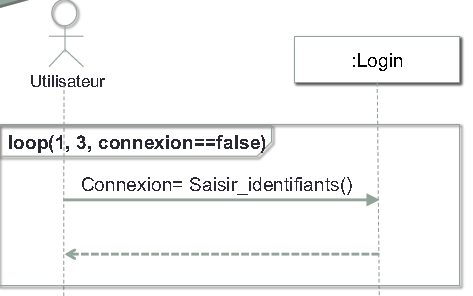 Utilisateur
:Login
loop(1, 3, connexion==false)
Connexion= Saisir_identifiants()